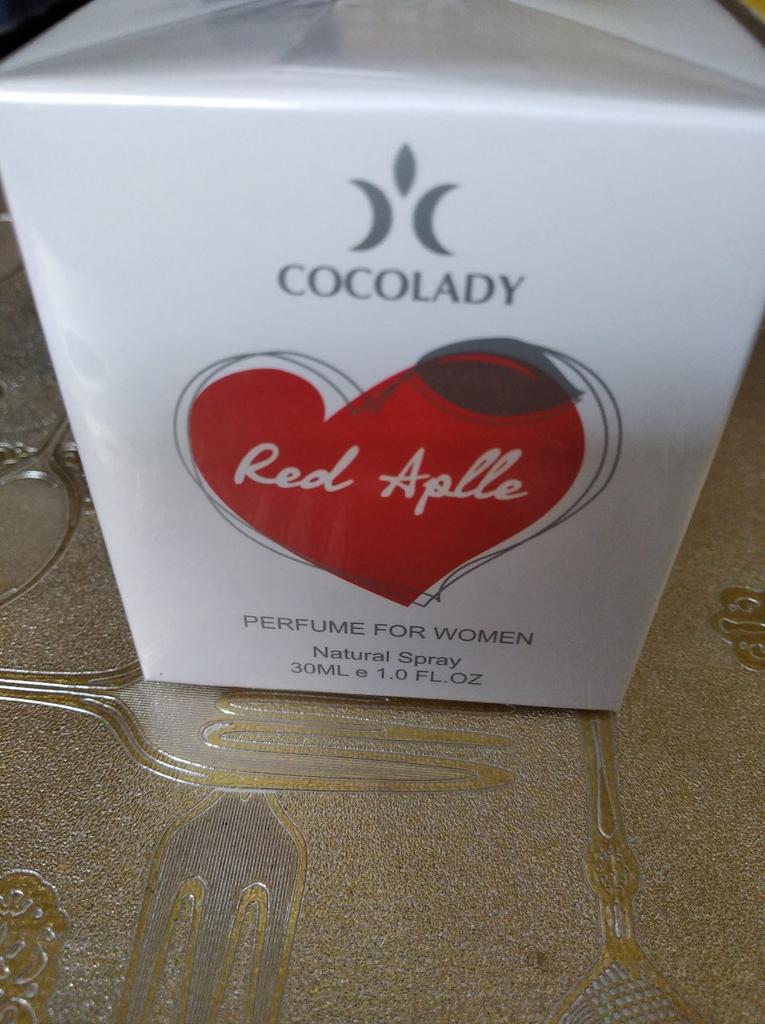 COCOLADY
Red Aplle
PERFUME FOR WOMEN
Natural Spray
30ML e 1.0 FL.OZ